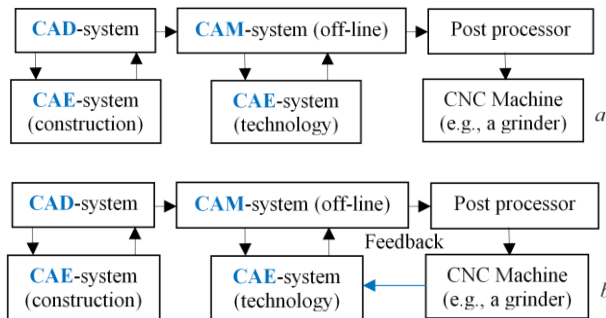 CAD-system
CAM-system (off-line)
Post processor
CAE-system
(construction)
CAE-system
(technology)
CNC Machine
(e.g., a grinder)
a
CAD-system
CAM-system (off-line)
Post processor
Feedback
CAE-system
(construction)
CAE-system
(technology)
CNC Machine
(e.g., a grinder)
b